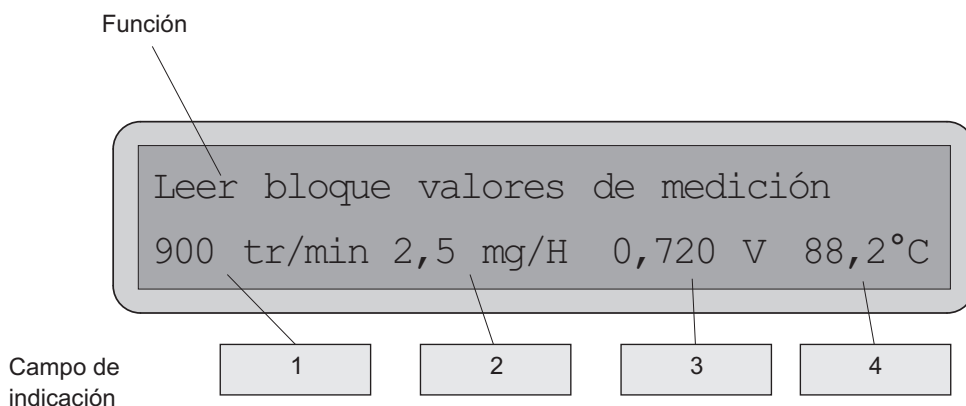 Función
Leer bloque valores de medición
900 tr/min 2,5 mg/H 0,720 V 88,2°C
1 2 3 4
Campo de
indicación